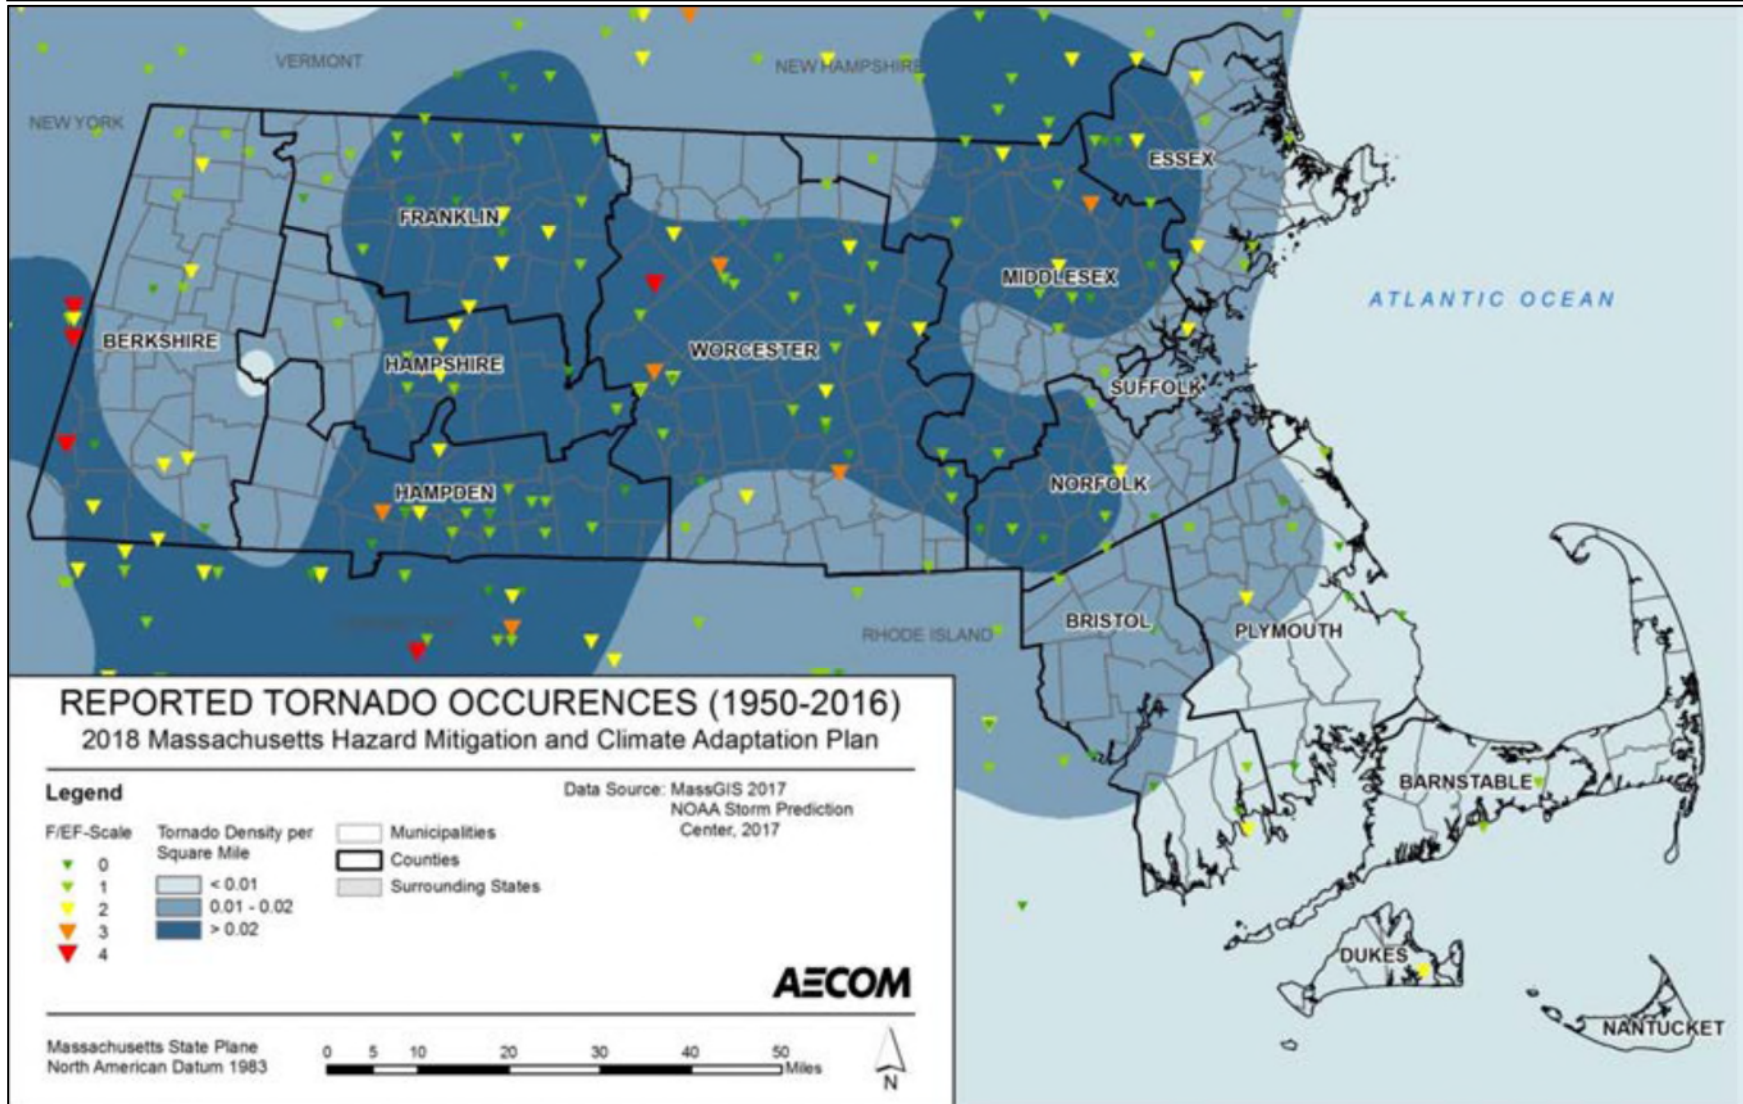 VERMONT
NEW HAMPSHIRE
NEW YORK
ESSEX
FRANKLIN
MIDDLESEX
ATLANTIC OCEAN
BERKSHIRE
HAMPSHIRE
WORCESTER
SUFFOLK
HAMPDEN
NORFOLK
BRISTOL
PLYMOUTH
RHODE ISLAND
BARNSTABLE
DUKES
NANTUCKET
REPORTED TORNADO OCCURENCES (1950-2016)
2018 Massachusetts Hazard Mitigation and Climate Adaptation Plan
Legend
F/EF-Scale
0
1
2
3
4
Tornado Density per
Square Mile
< 0.01
0.01 - 0.02
> 0.02
Municipalities
Counties
Surrounding States
Data Source: MassGIS 2017
NOAA Storm Prediction
Center, 2017
AECOM
Massachusetts State Plane
North American Datum 1983
0 5 10 20 30 40 50
Miles
N